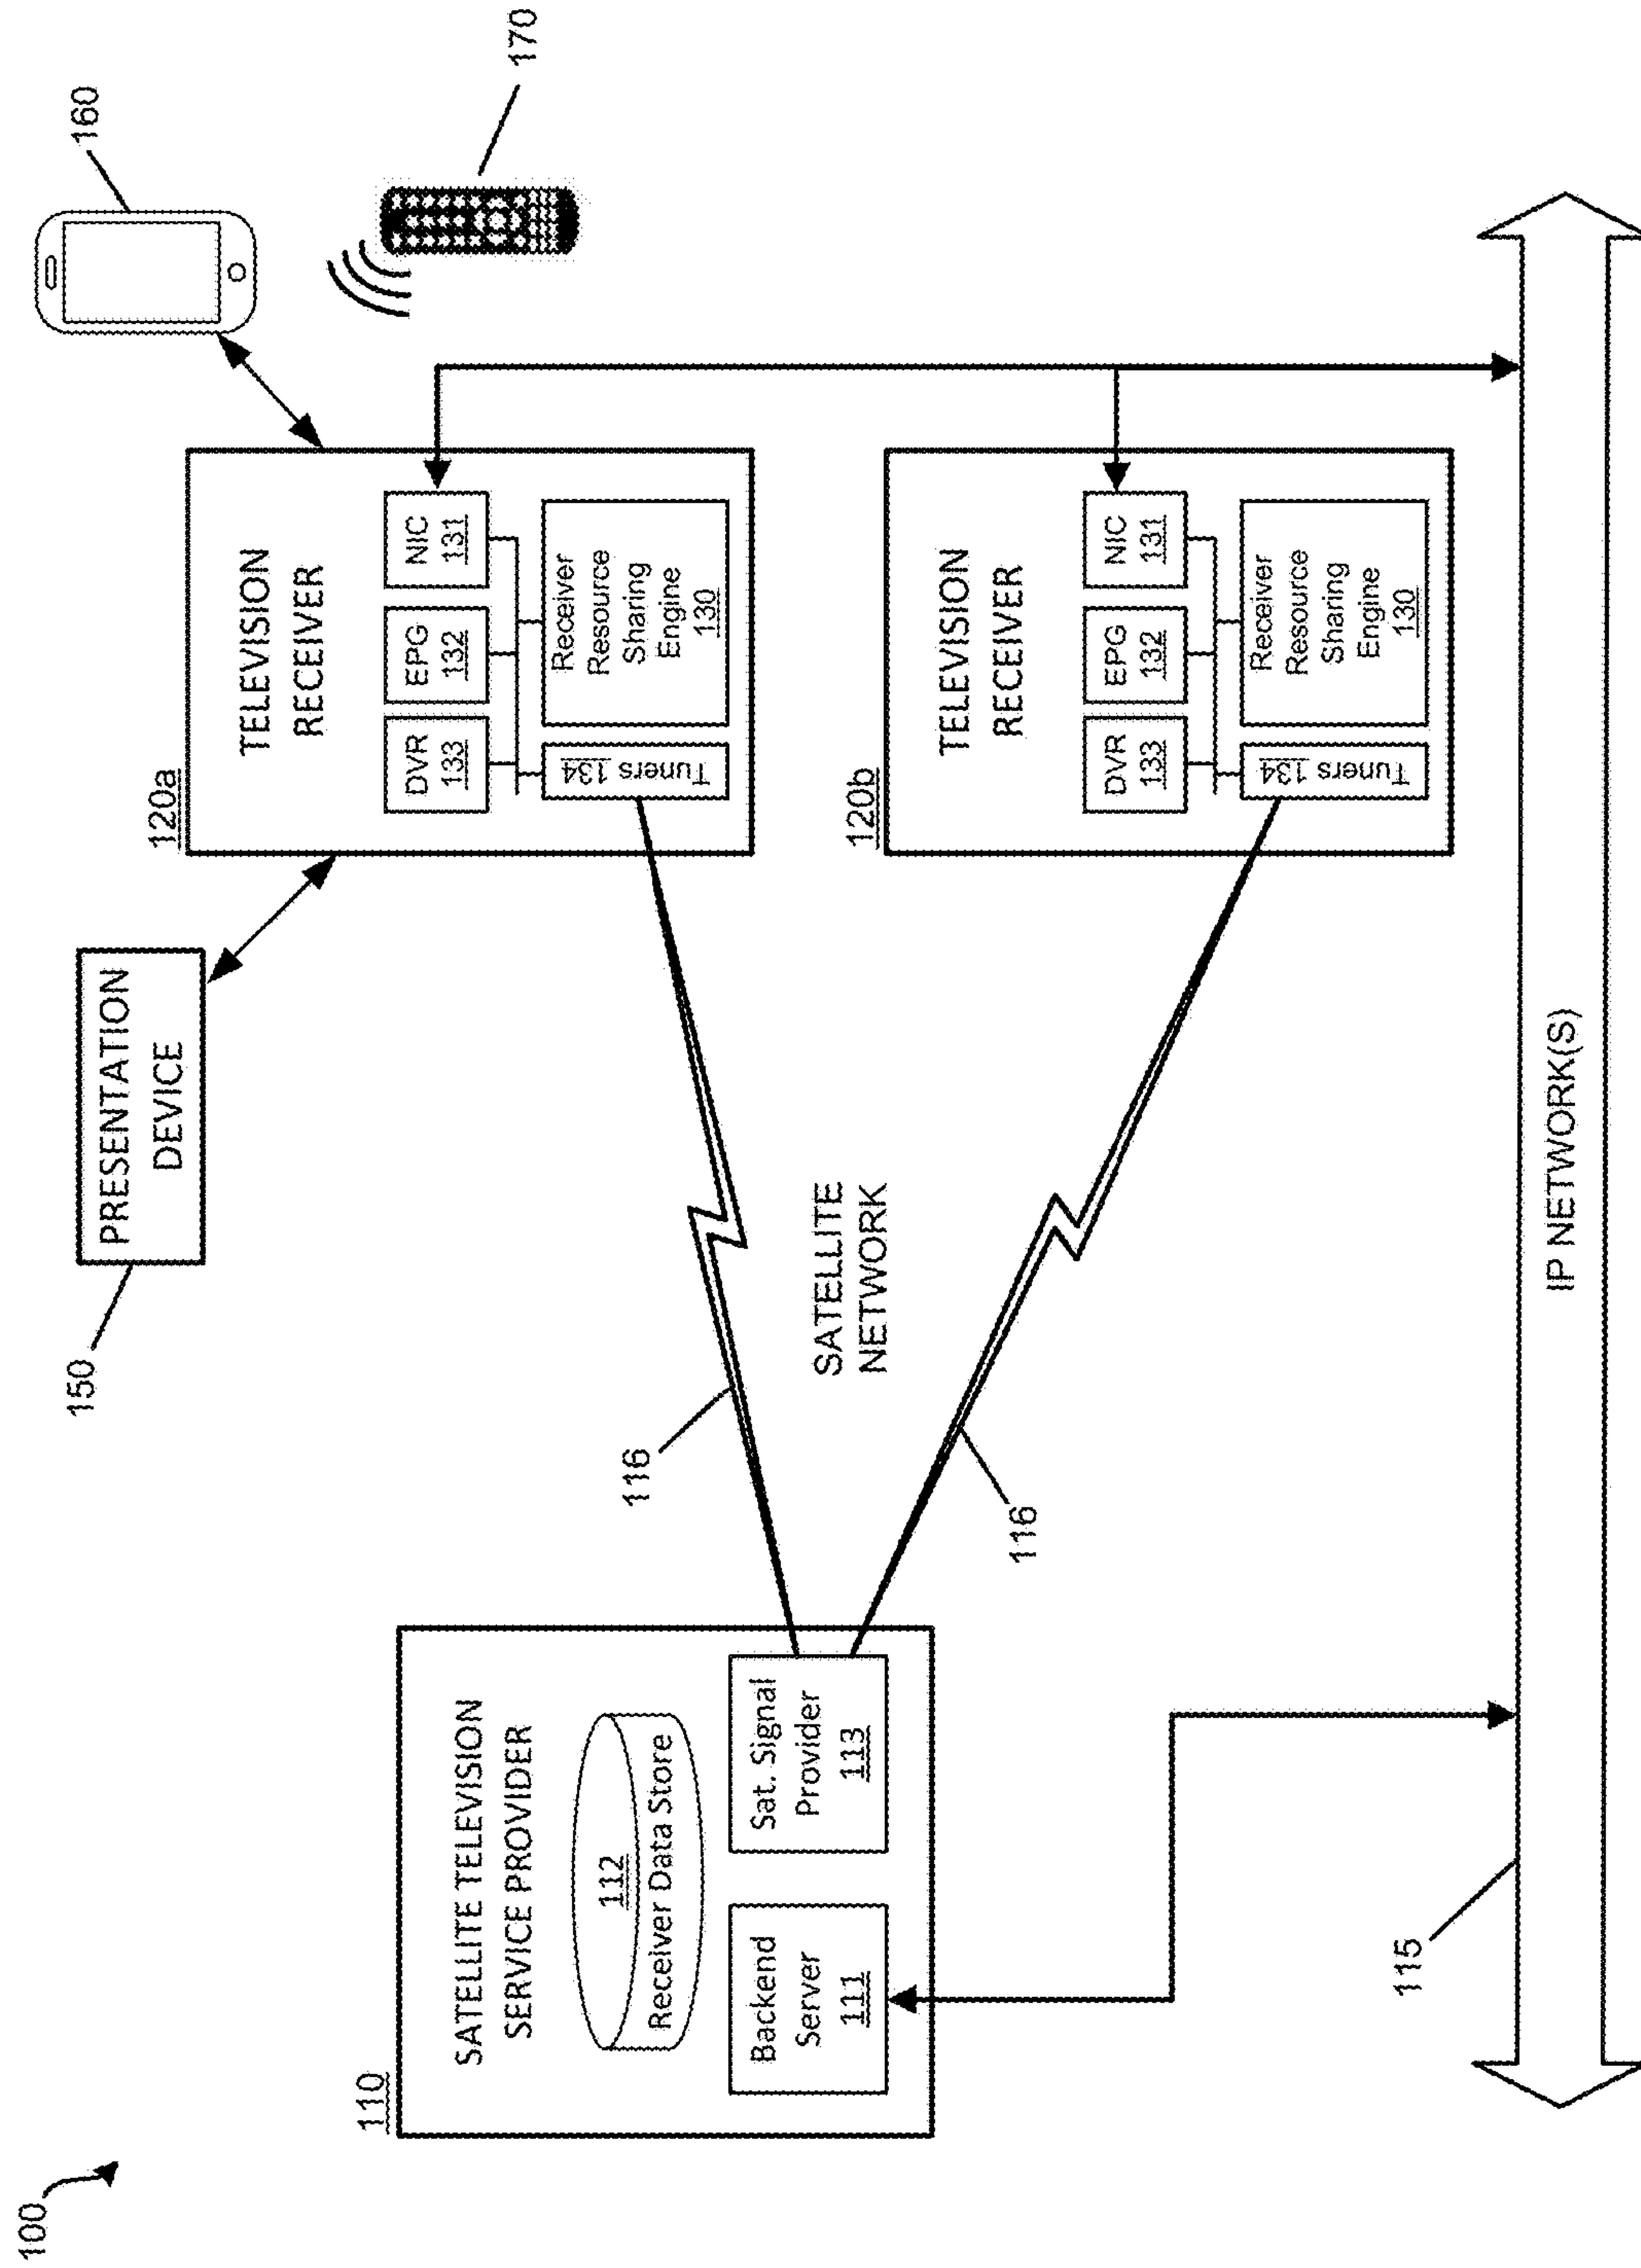 100
110
SATELLITE TELEVISION
SERVICE PROVIDER
112
Receiver Data Store
Backend
Server
111
Sat. Signal
Provider
113
116
116
SATELLITE
NETWORK
150
PRESENTATION
DEVICE
120a
TELEVISION
RECEIVER
DVR
133
EPG
132
NIC
131
Tuners 134
Receiver
Resource
Sharing
Engine
130
120b
TELEVISION
RECEIVER
DVR
133
EPG
132
NIC
131
Tuners 134
Receiver
Resource
Sharing
Engine
130
160
170
115
IP NETWORK(S)